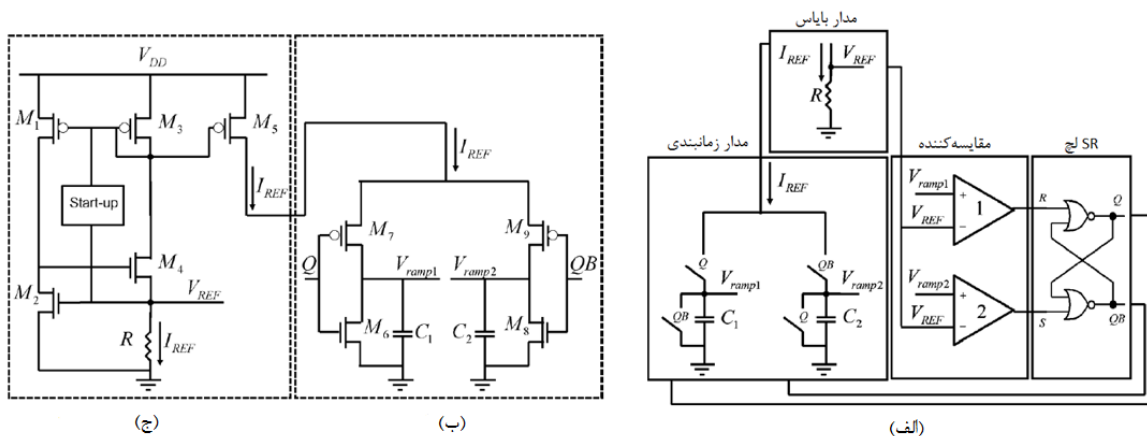 مدار بایاس
I_REF
V_REF
R
مدار زمانبندی
مقایسه‌کننده
لچ SR
I_REF
Q
QB
V_ramp1
V_ramp2
QB
C_1
Q
C_2
V_ramp1
V_REF
+
-
1
R
Q
V_ramp2
V_REF
+
-
2
S
QB
(الف)
I_REF
M_7
M_9
Q
V_ramp1
V_ramp2
QB
M_6
C_1
C_2
M_8
(ب)
V_DD
M_1
M_3
M_5
Start-up
I_REF
M_4
M_2
V_REF
R
I_REF
(ج)